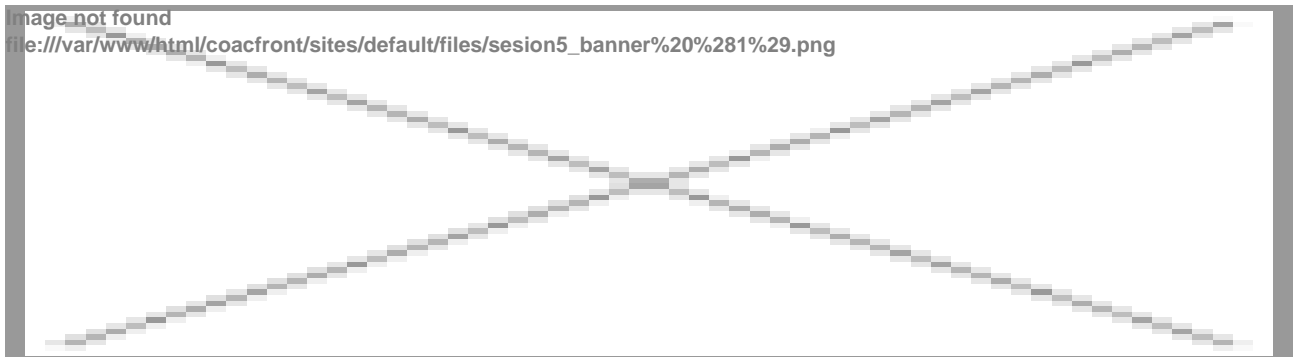 Image not found
file:///var/www/html/coacfront/sites/default/files/sesion5_banner%20%281%29.png